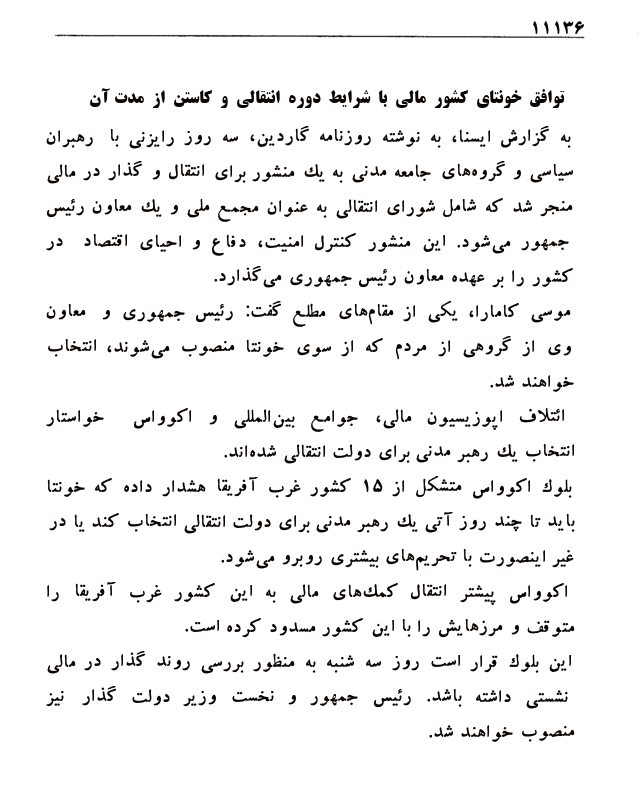 ۱۱۱۳۶
توافق خونتای کشور مالی با شرایط دوره انتقالی و کاستن از مدت آن
به گزارش ایسنا، به نوشته روزنامه گاردین، سه روز رایزنی با رهبران
سیاسی و گروه‌های جامعه مدنی به یك منشور برای انتقال و گذار در مالی
منجر شد که شامل شورای انتقالی به عنوان مجمع ملی و یك معاون رئیس
جمهور می‌شود. این منشور کنترل امنیت، دفاع و احیای اقتصاد در
کشور را بر عهده معاون رئیس جمهوری می‌گذارد.
موسی کامارا، یکی از مقام‌های مطلع گفت: رئیس جمهوری و معاون
وی از گروهی از مردم که از سوی خونتا منصوب می‌شوند، انتخاب
خواهند شد.
ائتلاف اپوزیسیون مالی، جوامع بین‌المللی و اکوواس خواستار
انتخاب یك رهبر مدنی برای دولت انتقالی شده‌اند.
بلوك اکوواس متشکل از ۱۵ کشور غرب آفریقا هشدار داده که خونتا
باید تا چند روز آتی یك رهبر مدنی برای دولت انتقالی انتخاب کند یا در
غیر اینصورت با تحریم‌های بیشتری روبرو می‌شود.
اکوواس پیشتر انتقال کمك‌های مالی به این کشور غرب آفریقا را
متوقف و مرزهایش را با این کشور مسدود کرده است.
این بلوك قرار است روز سه شنبه به منظور بررسی روند گذار در مالی
نشستی داشته باشد. رئیس جمهور و نخست وزیر دولت گذار نیز
منصوب خواهند شد.